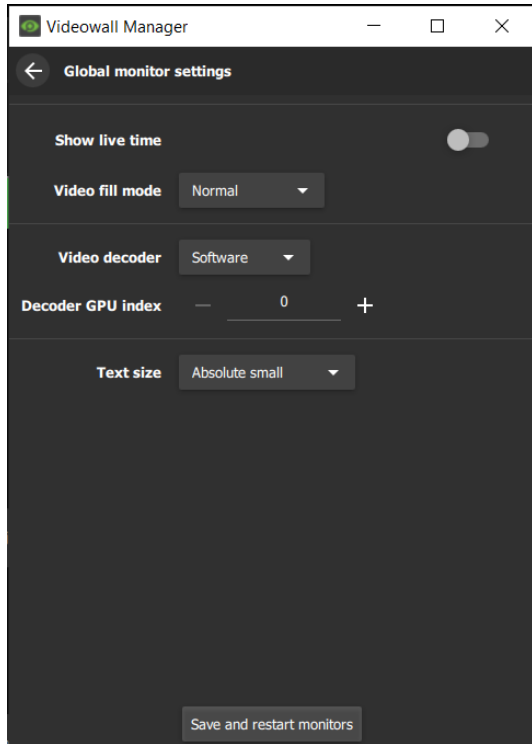 Videowall Manager
Global monitor settings
Show live time
Video fill mode Normal
Video decoder Software
Decoder GPU index 0
Text size Absolute small
Save and restart monitors